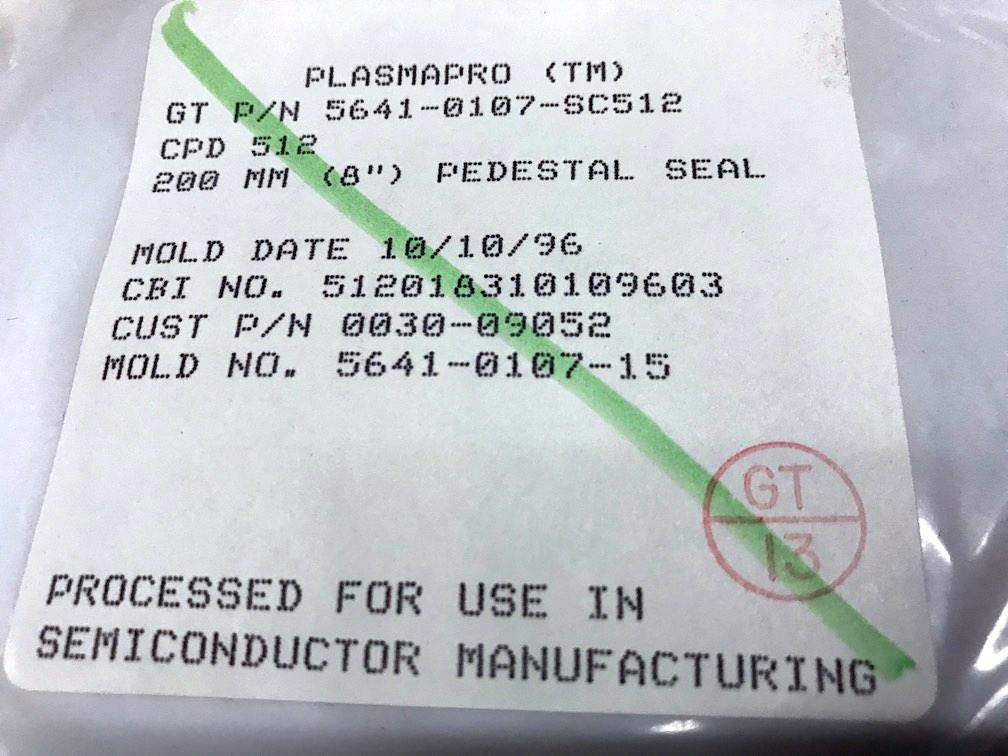 PLASMAPRO (TM)
GT P/N 5641-0107-SC512
CPD 512
200 MM (8") PEDESTAL SEAL
MOLD DATE 10/10/96
CBI NO. 512018310109603
CUST P/N 0030-09052
MOLD NO. 5641-0107-15
GT
13
PROCESSED FOR USE IN
SEMICONDUCTOR MANUFACTURING